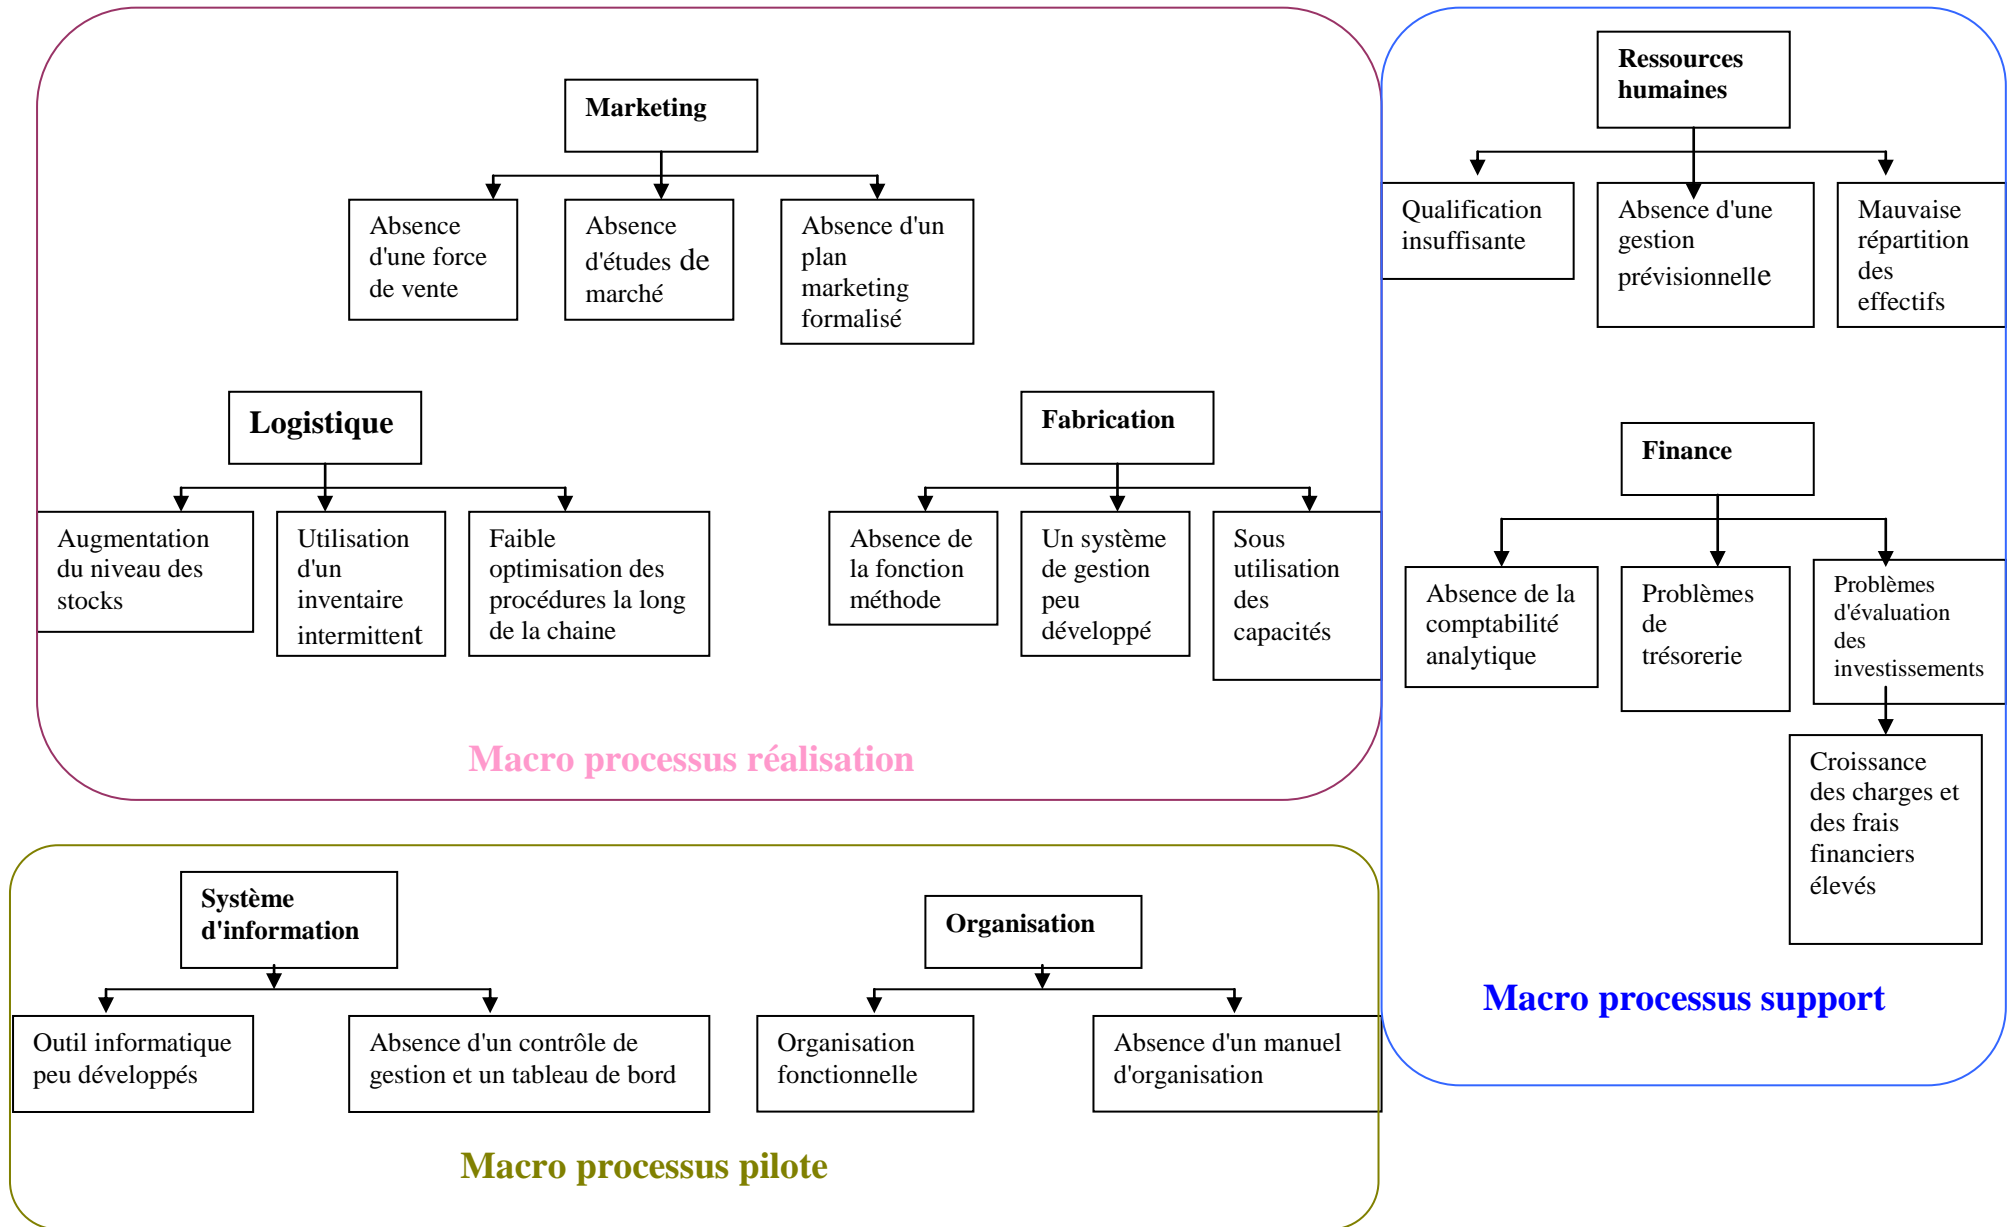 Marketing
Absence
d'une force
de vente
Absence
d'études de
marché
Absence d'un
plan
marketing
formalisé
Logistique
Augmentation
du niveau des
stocks
Utilisation
d'un
inventaire
intermittent
Faible
optimisation des
procédures la long
de la chaine
Fabrication
Absence de
la fonction
méthode
Un système
de gestion
peu
développé
Sous
utilisation
des
capacités
Macro processus réalisation
Ressources
humaines
Qualification
insuffisante
Absence d'une
gestion
prévisionnelle
Mauvaise
répartition
des
effectifs
Finance
Absence de la
comptabilité
analytique
Problèmes
de
trésorerie
Problèmes
d'évaluation
des
investissements
Croissance
des charges et
des frais
financiers
élevés
Macro processus support
Système
d'information
Outil informatique
peu développés
Absence d'un contrôle de
gestion et un tableau de bord
Organisation
Organisation
fonctionnelle
Absence d'un manuel
d'organisation
Macro processus pilote